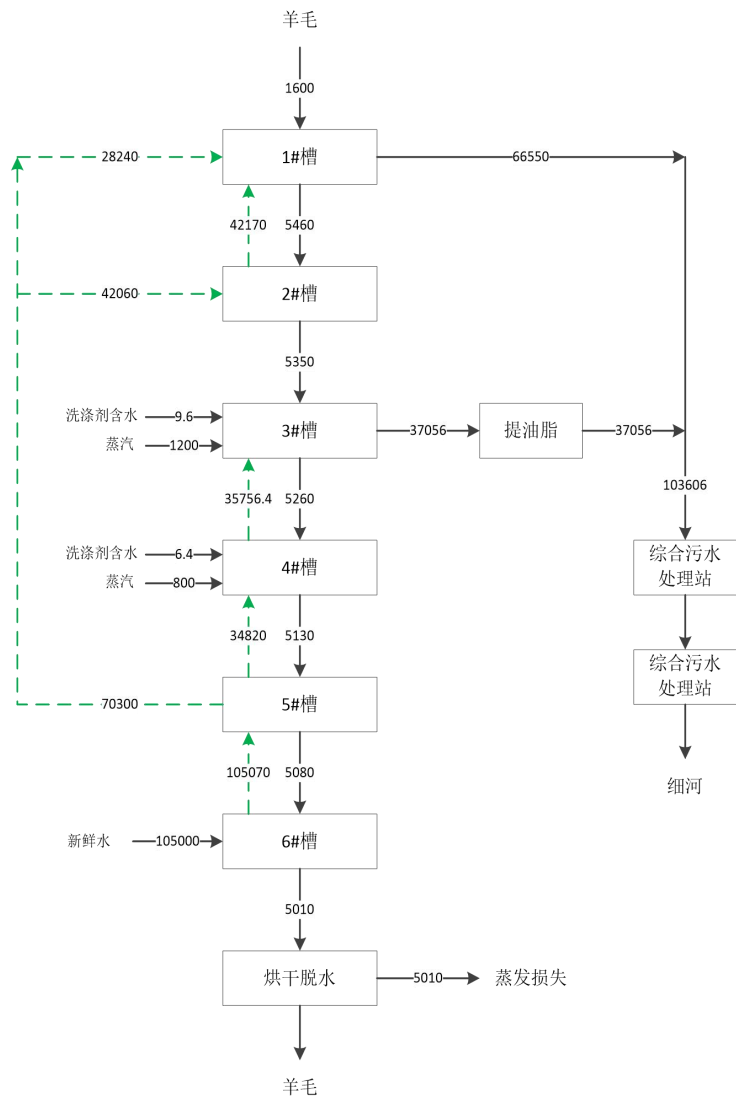 羊毛
1600
28240
1#槽
66550
42170
5460
42060
2#槽
5350
洗涤剂含水
9.6
蒸汽
1200
3#槽
37056
提油脂
37056
35756.4
5260
103606
洗涤剂含水
6.4
蒸汽
800
4#槽
综合污水
处理站
34820
5130
综合污水
处理站
70300
5#槽
105070
5080
细河
新鲜水
105000
6#槽
5010
烘干脱水
5010
蒸发损失
羊毛